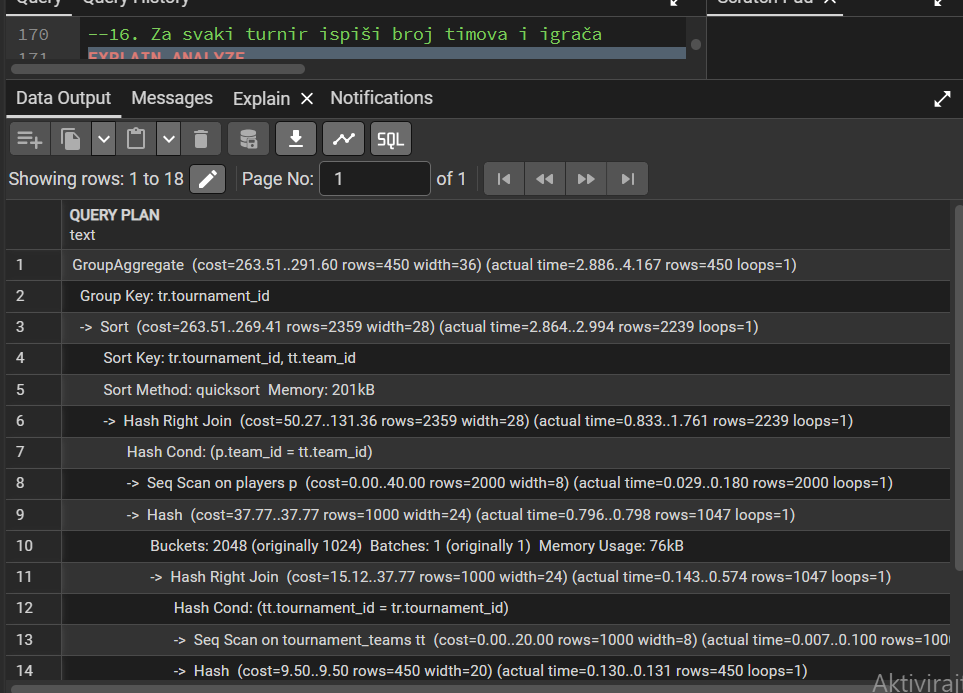 Query Query History Scratch Pad X
170 --16. Za svaki turnir ispiši broj timova i igrača
171 EXPLAIN ANALYZE
Data Output Messages Explain X Notifications
SQL
Showing rows: 1 to 18 Page No: 1 of 1
QUERY PLAN
text
1 GroupAggregate (cost=263.51..291.60 rows=450 width=36) (actual time=2.886..4.167 rows=450 loops=1)
2 Group Key: tr.tournament_id
3 -> Sort (cost=263.51..269.41 rows=2359 width=28) (actual time=2.864..2.994 rows=2239 loops=1)
4 Sort Key: tr.tournament_id, tt.team_id
5 Sort Method: quicksort Memory: 201kB
6 -> Hash Right Join (cost=50.27..131.36 rows=2359 width=28) (actual time=0.833..1.761 rows=2239 loops=1)
7 Hash Cond: (p.team_id = tt.team_id)
8 -> Seq Scan on players p (cost=0.00..40.00 rows=2000 width=8) (actual time=0.029..0.180 rows=2000 loops=1)
9 -> Hash (cost=37.77..37.77 rows=1000 width=24) (actual time=0.796..0.798 rows=1047 loops=1)
10 Buckets: 2048 (originally 1024) Batches: 1 (originally 1) Memory Usage: 76kB
11 -> Hash Right Join (cost=15.12..37.77 rows=1000 width=24) (actual time=0.143..0.574 rows=1047 loops=1)
12 Hash Cond: (tt.tournament_id = tr.tournament_id)
13 -> Seq Scan on tournament_teams tt (cost=0.00..20.00 rows=1000 width=8) (actual time=0.007..0.100 rows=100
14 -> Hash (cost=9.50..9.50 rows=450 width=20) (actual time=0.130..0.131 rows=450 loops=1)